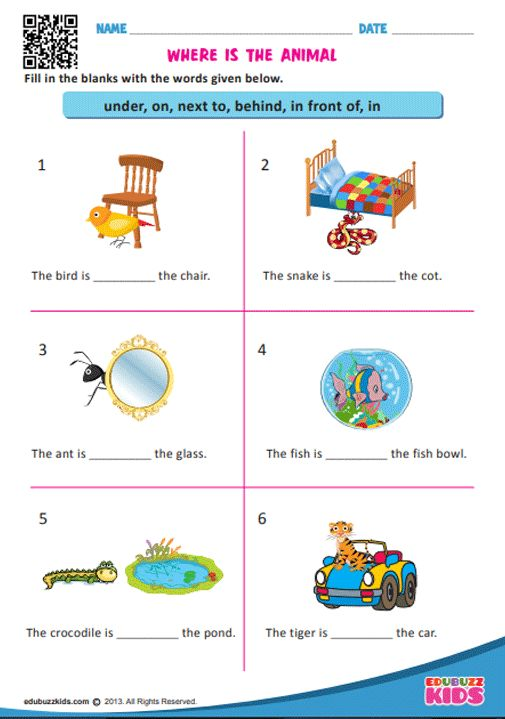 NAME ____________________ DATE __________
WHERE IS THE ANIMAL
Fill in the blanks with the words given below.
under, on, next to, behind, in front of, in
1
The bird is _________ the chair.
2
The snake is _________ the cot.
3
The ant is _________ the glass.
4
The fish is _________ the fish bowl.
5
The crocodile is _________ the pond.
6
The tiger is _________ the car.
edubuzzkids.com © 2013. All Rights Reserved.
EDUBUZZ
KIDS